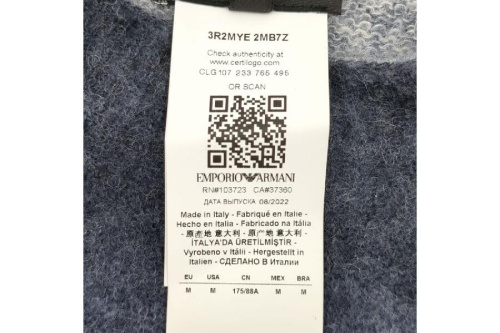 3R2MYE 2MB7Z
Check authenticity at
www.certilogo.com
CLG107 233 765 495
OR SCAN
EMPORIO ARMANI
RN#103723 CA#37360
ДАТА ВЫПУСКА 08/2022
Made in Italy - Fabriqué en Italie -
Hecho en Italia - Fabricado na Itália
- 原產地 意大利 - 原产地 意大利 -
İTALYA'DA ÜRETİLMİŞTİR -
Vyrobeno v Itálii - Hergestellt in
Italien - СДЕЛАНО В Италии
EU USA CN MEX BRA
M M 175/88A M M